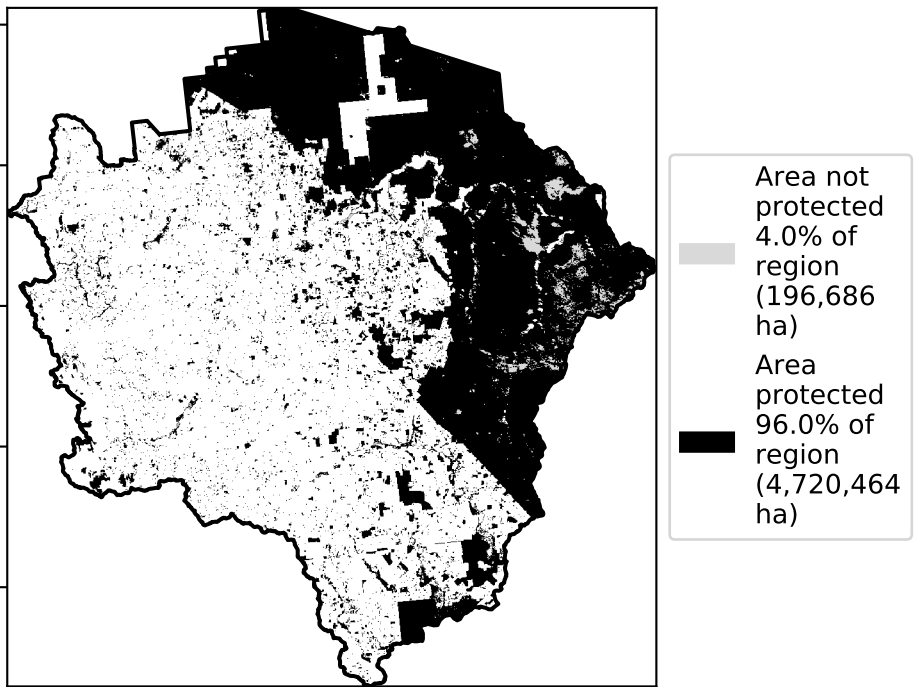 Area not
protected
4.0% of
region
(196,686
ha)
Area
protected
96.0% of
region
(4,720,464
ha)